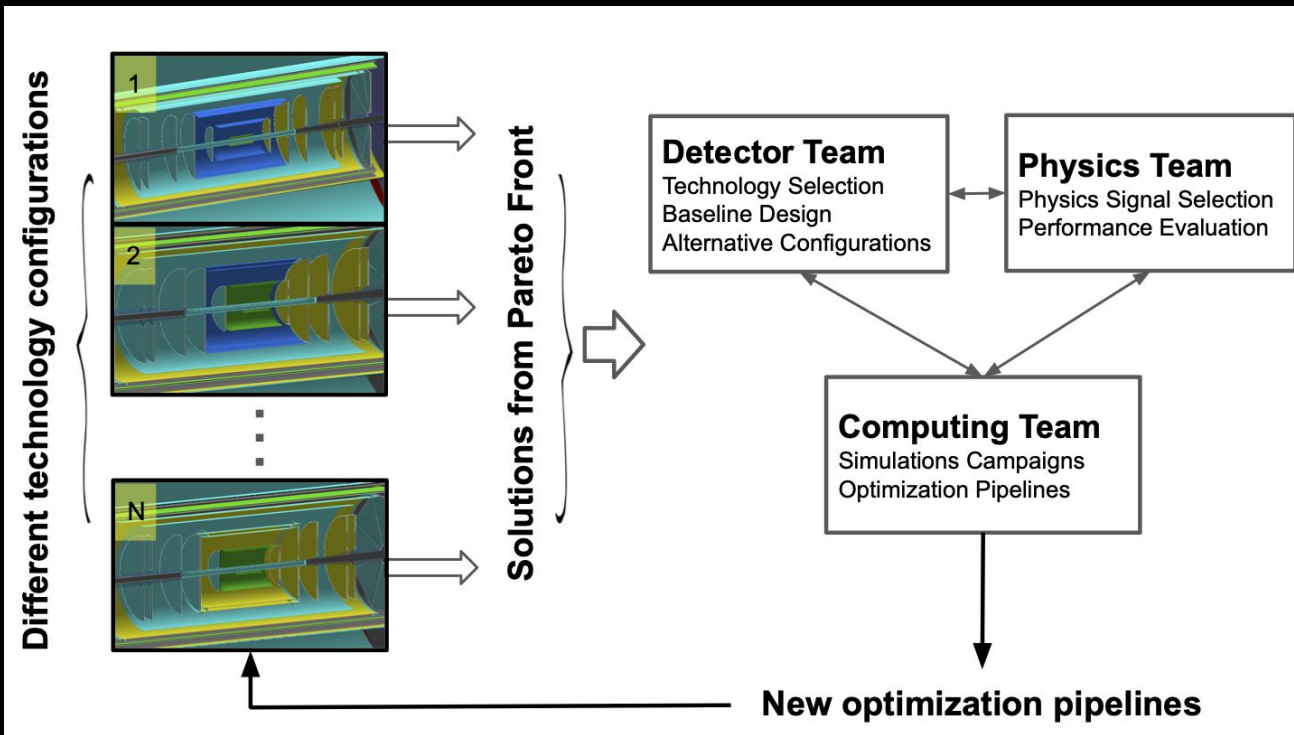 Different technology configurations
1
2
N
Solutions from Pareto Front
Detector Team
Technology Selection
Baseline Design
Alternative Configurations
Physics Team
Physics Signal Selection
Performance Evaluation
Computing Team
Simulations Campaigns
Optimization Pipelines
New optimization pipelines